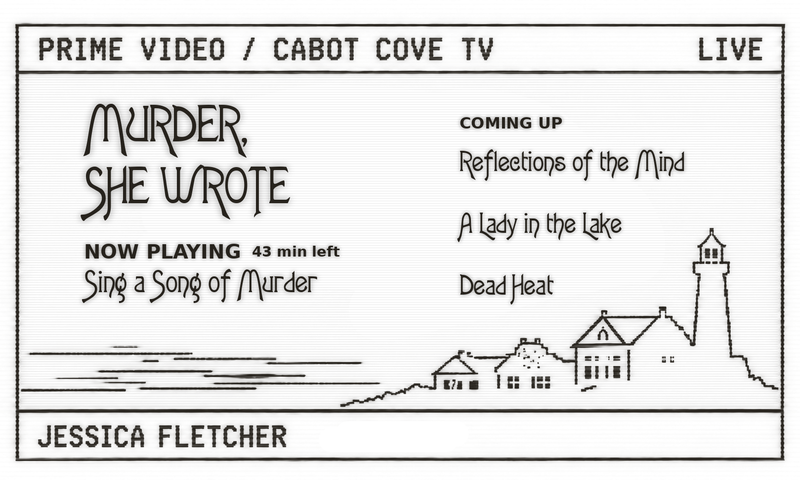 PRIME VIDEO / CABOT COVE TV LIVE
MURDER,
SHE WROTE
NOW PLAYING 43 min left
Sing a Song of Murder
COMING UP
Reflections of the Mind
A Lady in the Lake
Dead Heat
JESSICA FLETCHER